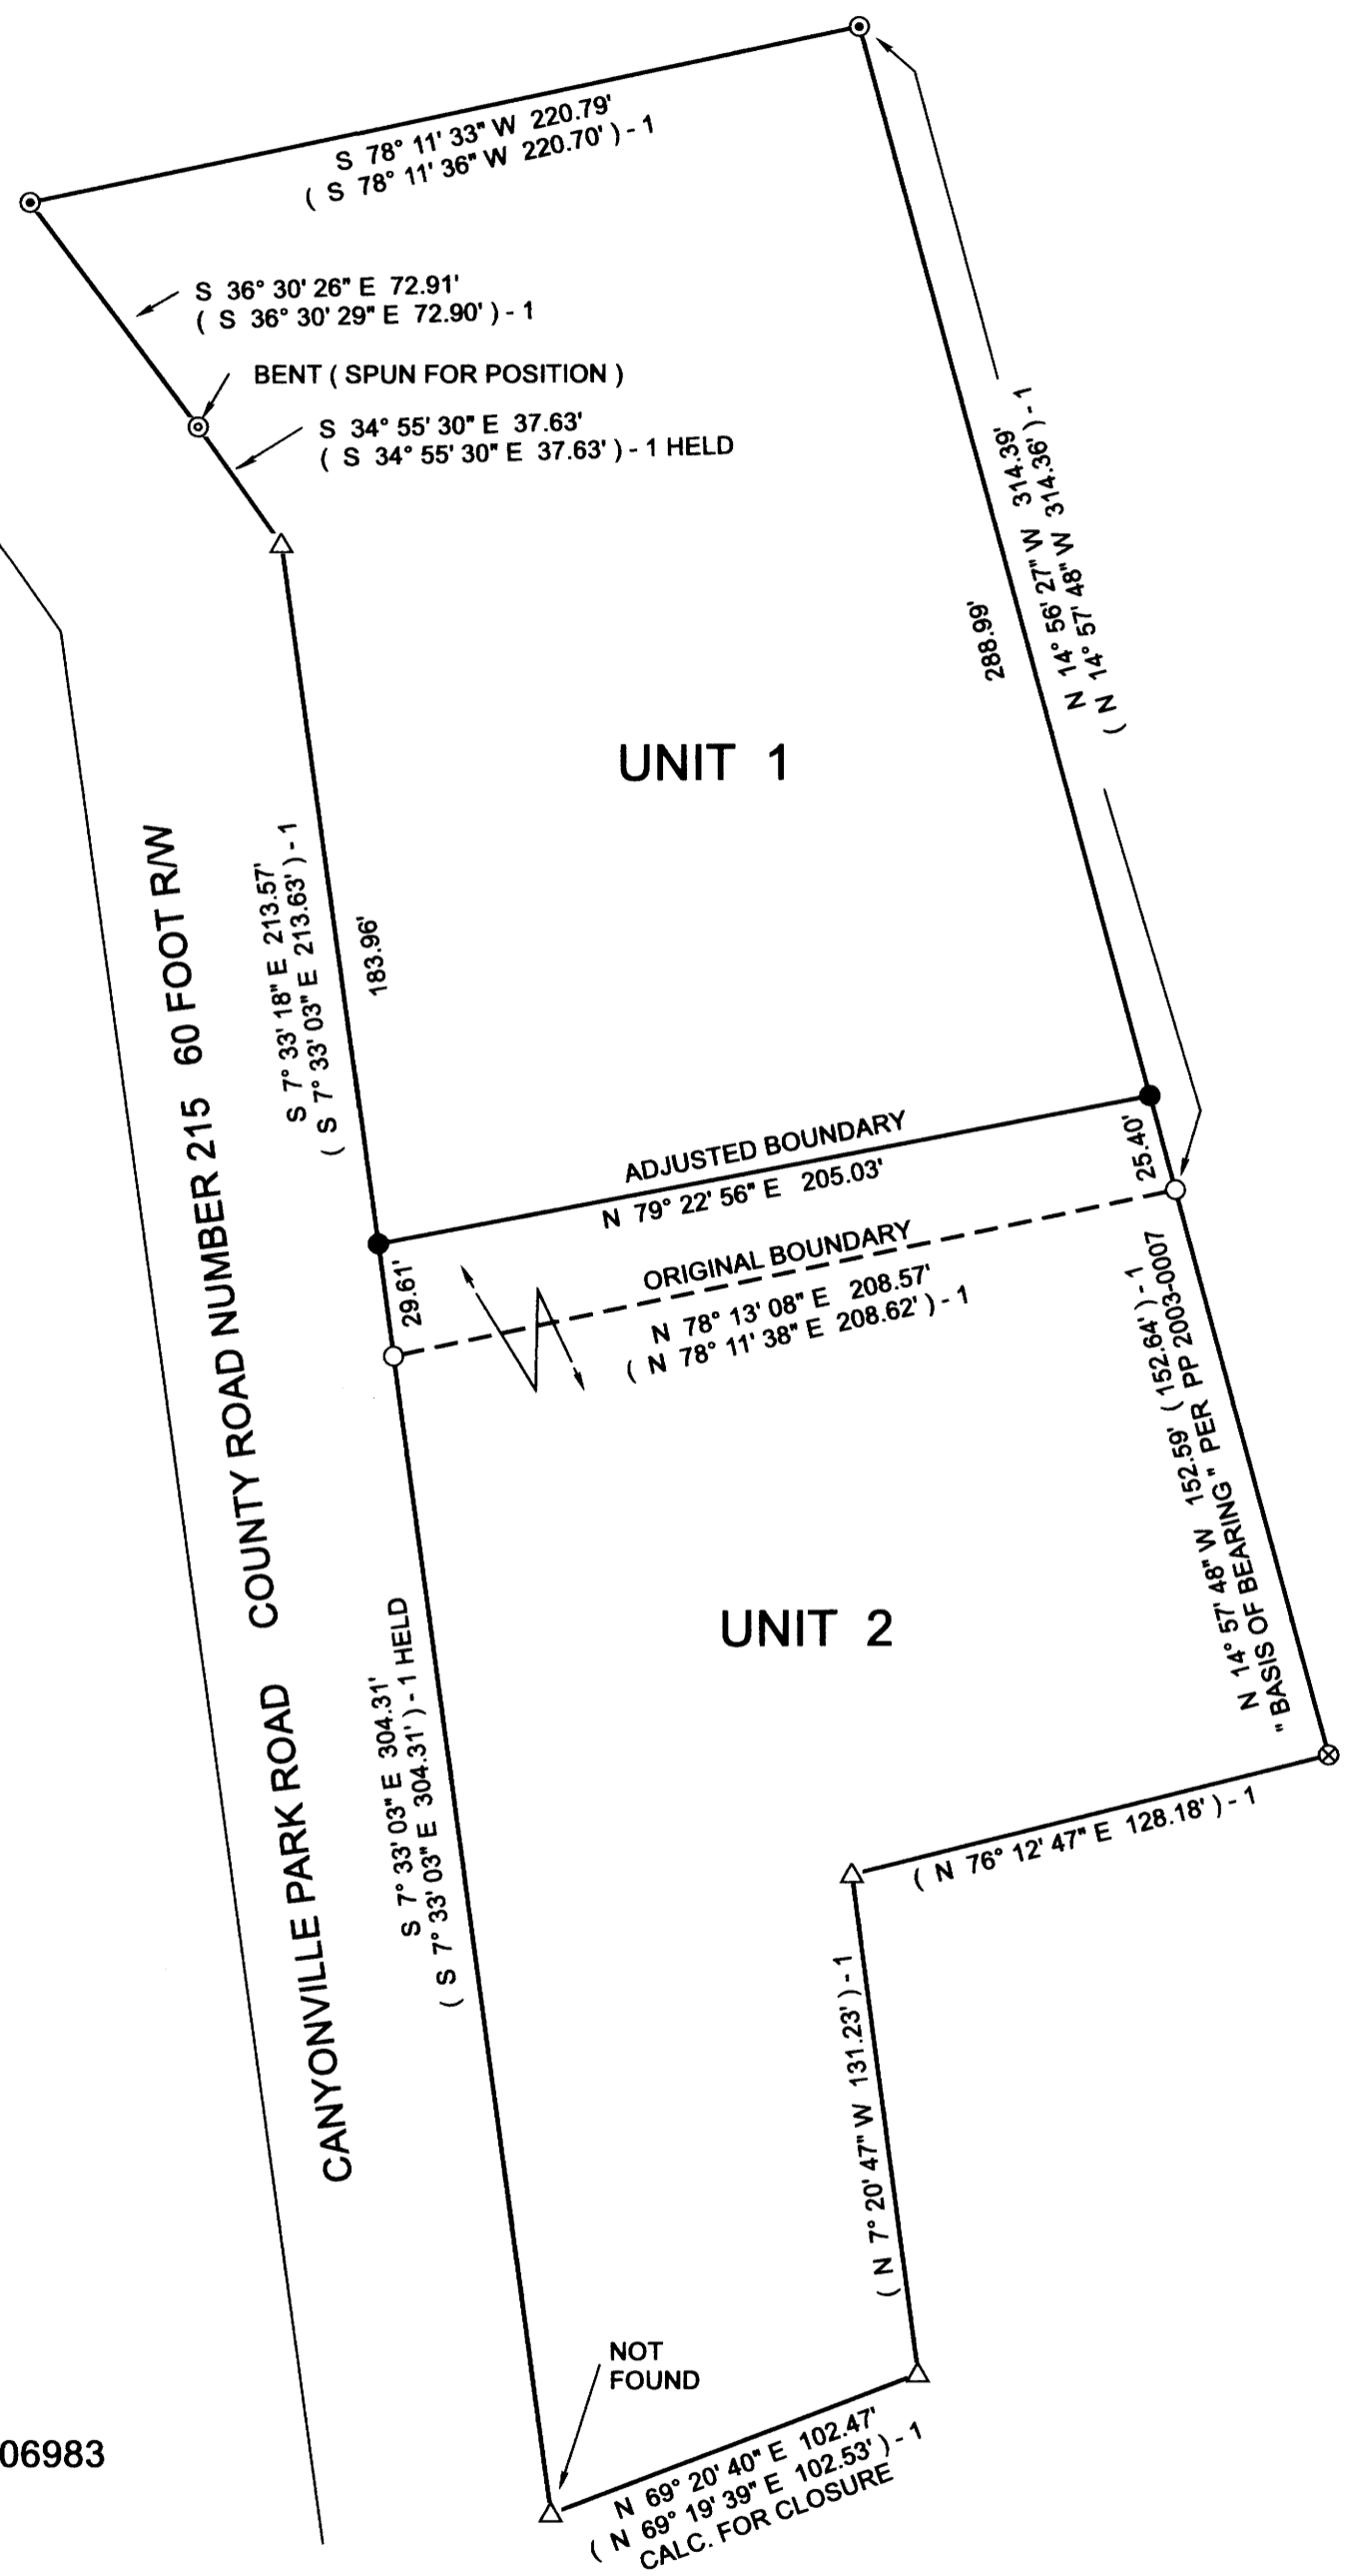 S 78° 11' 33" W 220.79'
( S 78° 11' 36" W 220.70' ) - 1
S 36° 30' 26" E 72.91'
( S 36° 30' 29" E 72.90' ) - 1
BENT ( SPUN FOR POSITION )
S 34° 55' 30" E 37.63'
( S 34° 55' 30" E 37.63' ) - 1 HELD
N 14° 56' 27" W 314.39'
( N 14° 57' 48" W 314.36' ) - 1
288.99'
UNIT 1
S 7° 33' 18" E 213.57'
( S 7° 33' 03" E 213.63' ) - 1
183.96'
CANYONVILLE PARK ROAD COUNTY ROAD NUMBER 215 60 FOOT R/W
ADJUSTED BOUNDARY
N 79° 22' 56" E 205.03'
25.40'
29.61'
ORIGINAL BOUNDARY
N 78° 13' 08" E 208.57'
( N 78° 11' 38" E 208.62' ) - 1
N 14° 57' 48" W 152.59' ( 152.64' ) - 1
" BASIS OF BEARING " PER PP 2003-0007
UNIT 2
S 7° 33' 03" E 304.31'
( S 7° 33' 03" E 304.31' ) - 1 HELD
( N 76° 12' 47" E 128.18' ) - 1
( N 7° 20' 47" W 131.23' ) - 1
NOT
FOUND
N 69° 20' 40" E 102.47'
( N 69° 19' 39" E 102.53' ) - 1
CALC. FOR CLOSURE
06983